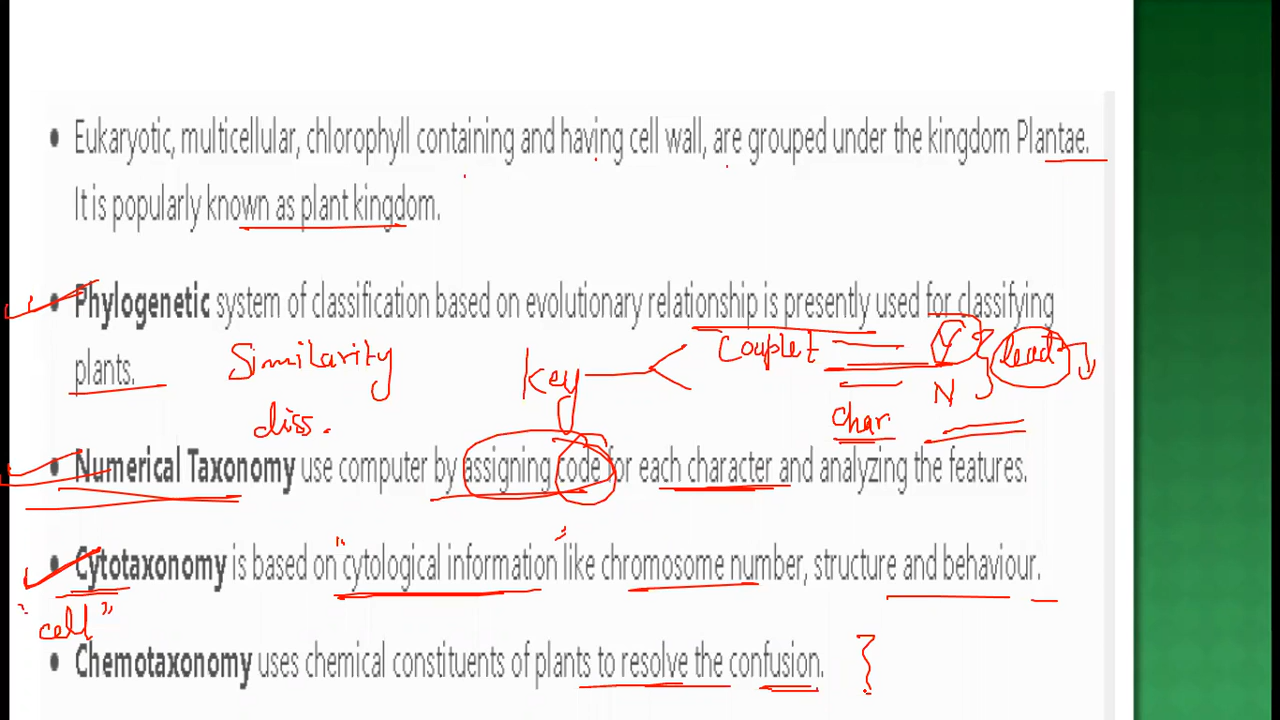 • Eukaryotic, multicellular, chlorophyll containing and having cell wall, are grouped under the kingdom Plantae.
It is popularly known as plant kingdom.
• Phylogenetic system of classification based on evolutionary relationship is presently used for classifying
plants.
Similarity
diss.
Key
Couplet
Y
N
lead
char.
• Numerical Taxonomy use computer by assigning code for each character and analyzing the features.
• Cytotaxonomy is based on "cytological information" like chromosome number, structure and behaviour.
"cell"
• Chemotaxonomy uses chemical constituents of plants to resolve the confusion.